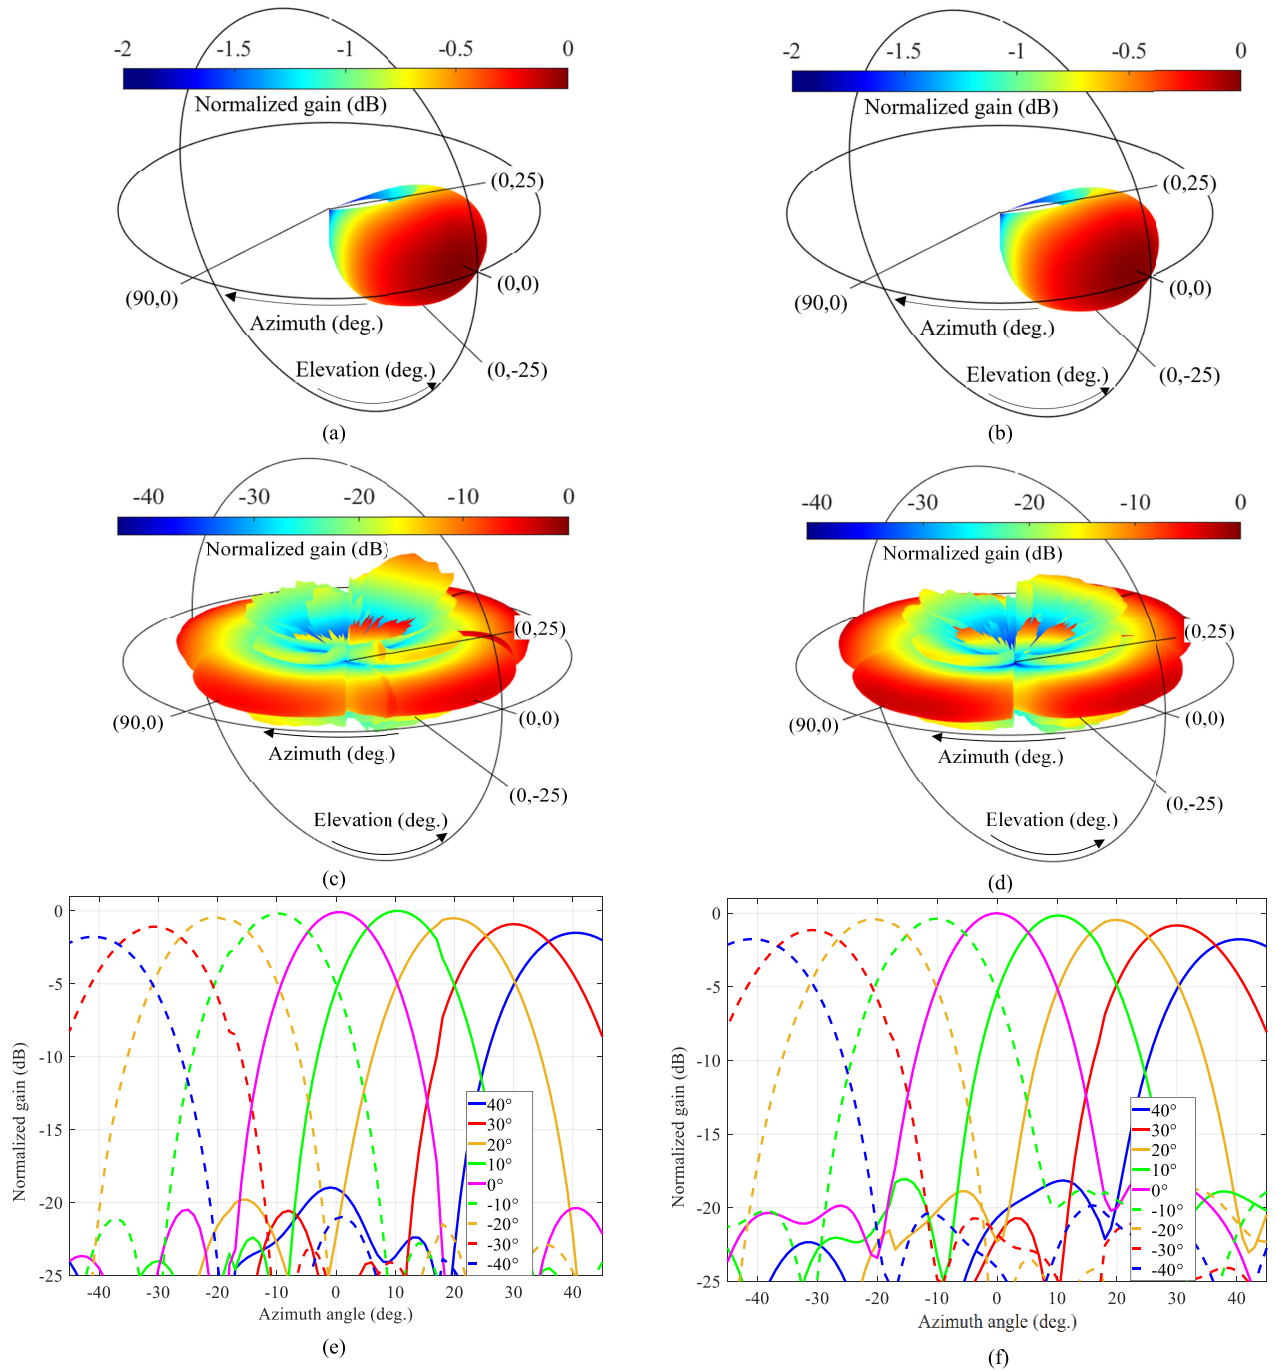 -2 -1.5 -1 -0.5 0
Normalized gain (dB)
(0,25)
(0,0)
(90,0)
Azimuth (deg.)
Elevation (deg.)
(0,-25)
(a)
-2 -1.5 -1 -0.5 0
Normalized gain (dB)
(0,25)
(0,0)
(90,0)
Azimuth (deg.)
Elevation (deg.)
(0,-25)
(b)
-40 -30 -20 -10 0
Normalized gain (dB)
(0,25)
(0,0)
(90,0)
Azimuth (deg.)
(0,-25)
Elevation (deg.)
(c)
-40 -30 -20 -10 0
Normalized gain (dB)
(0,25)
(0,0)
(90,0)
Azimuth (deg.)
(0,-25)
Elevation (deg.)
(d)
Normalized gain (dB)
0
-5
-10
-15
-20
-25
40°
30°
20°
10°
0°
-10°
-20°
-30°
-40°
-40 -30 -20 -10 0 10 20 30 40
Azimuth angle (deg.)
(e)
Normalized gain (dB)
0
-5
-10
-15
-20
-25
40°
30°
20°
10°
0°
-10°
-20°
-30°
-40°
-40 -30 -20 -10 0 10 20 30 40
Azimuth angle (deg.)
(f)